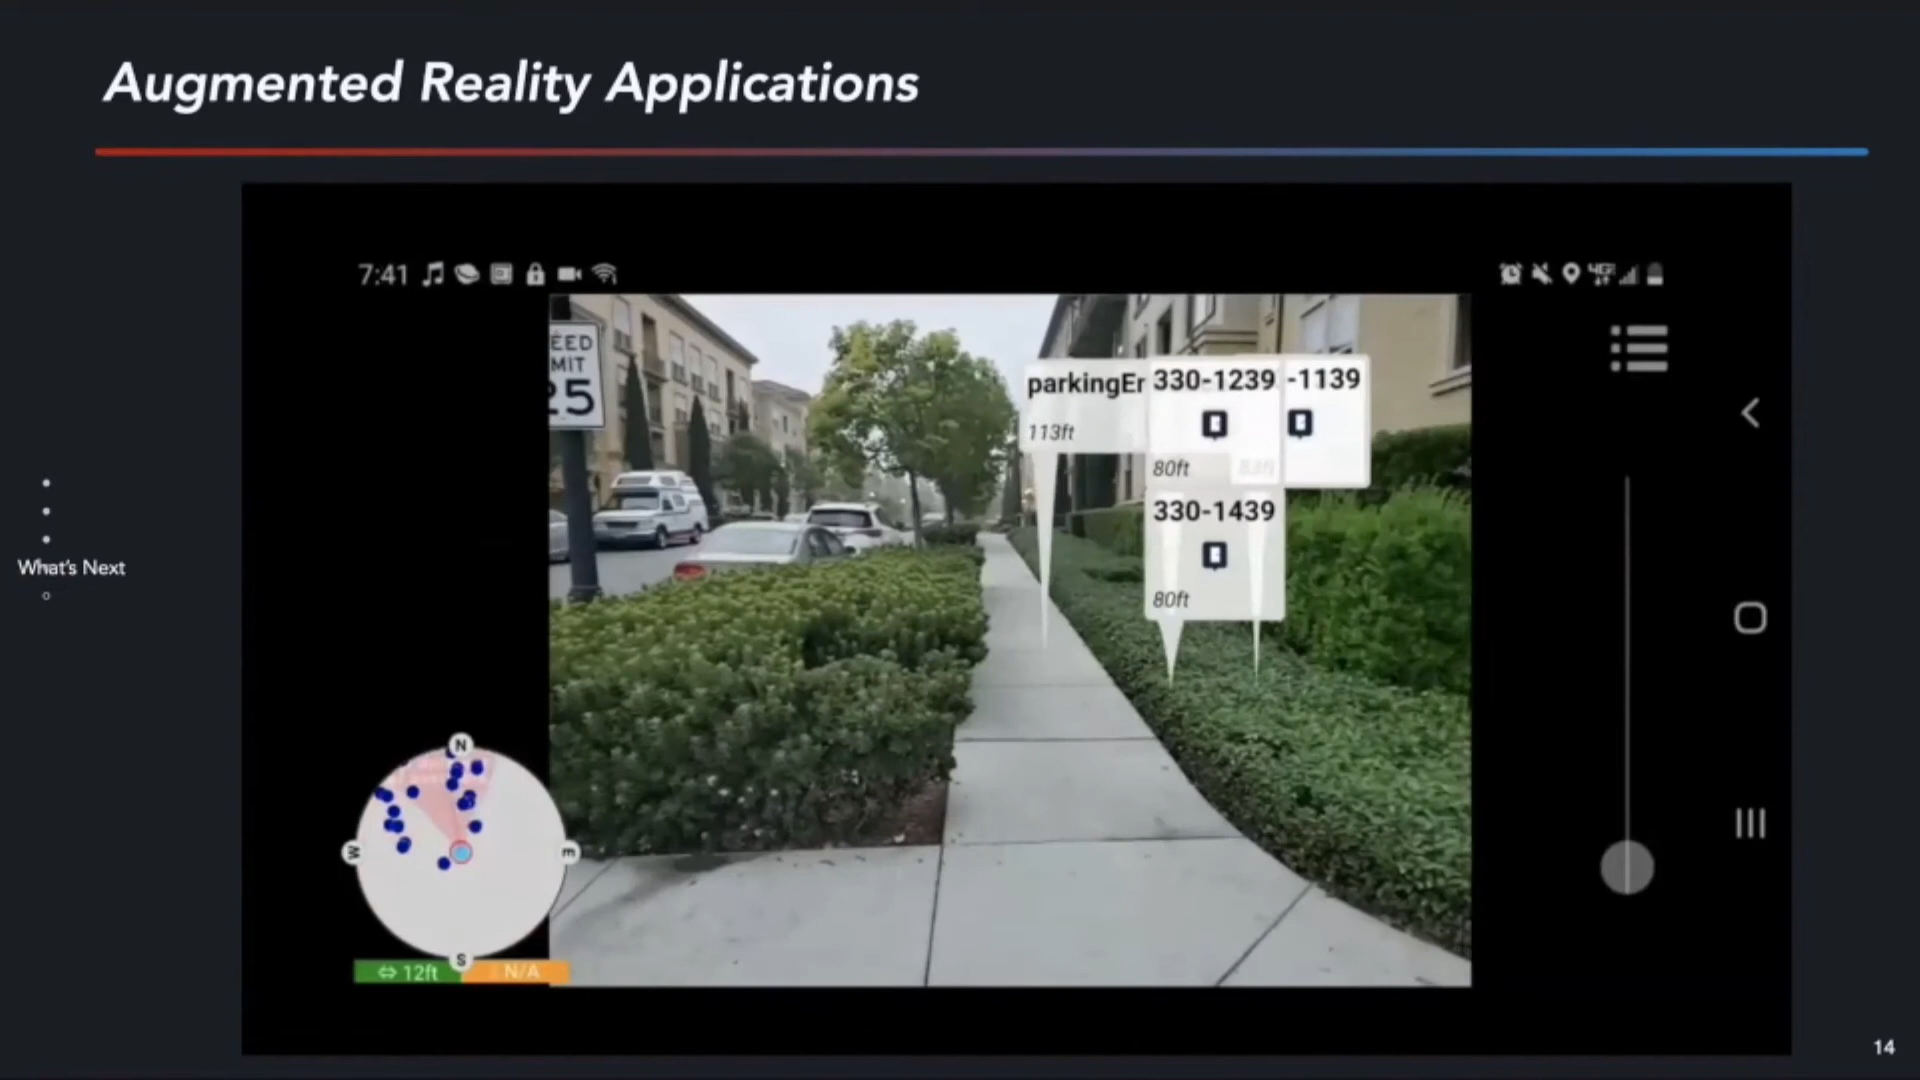 Augmented Reality Applications
7:41
EED
MIT
25
parkingEr
113ft
330-1239
80ft
-1139
83ft
330-1439
80ft
What's Next
N
W
E
S
12ft
N/A
14